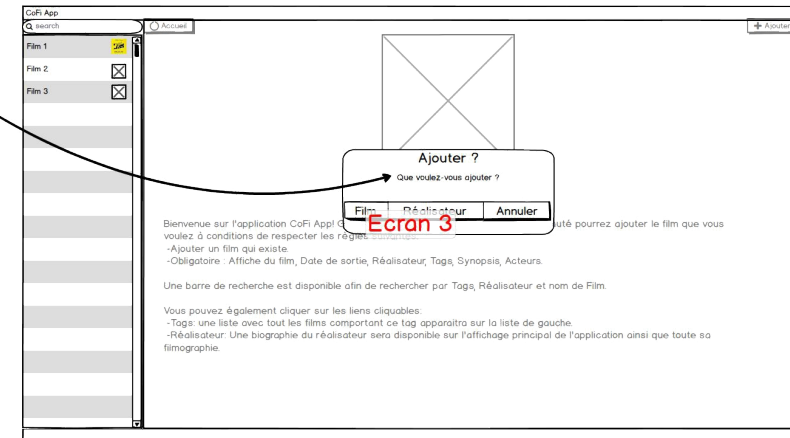 CoFi App
search
Accueil
+ Ajouter
Film 1
Film 2
Film 3
Ajouter ?
Que voulez-vous ajouter ?
Film Réalisateur Annuler
Ecran 3
Bienvenue sur l'application CoFi App! G uté pourrez ajouter le film que vous
voulez à conditions de respecter les règles
-Ajouter un film qui existe.
-Obligatoire : Affiche du film, Date de sortie, Réalisateur, Tags, Synopsis, Acteurs.
Une barre de recherche est disponible afin de rechercher par Tags, Réalisateur et nom de Film.
Vous pouvez également cliquer sur les liens cliquables:
-Tags: une liste avec tout les films comportant ce tag apparaitra sur la liste de gauche.
-Réalisateur: Une biographie du réalisateur sera disponible sur l'affichage principal de l'application ainsi que toute sa
filmographie.